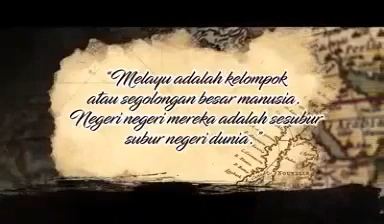 "Melayu adalah kelompok
atau segolongan besar manusia.
Negeri negeri mereka adalah sesubur
subur negeri dunia."